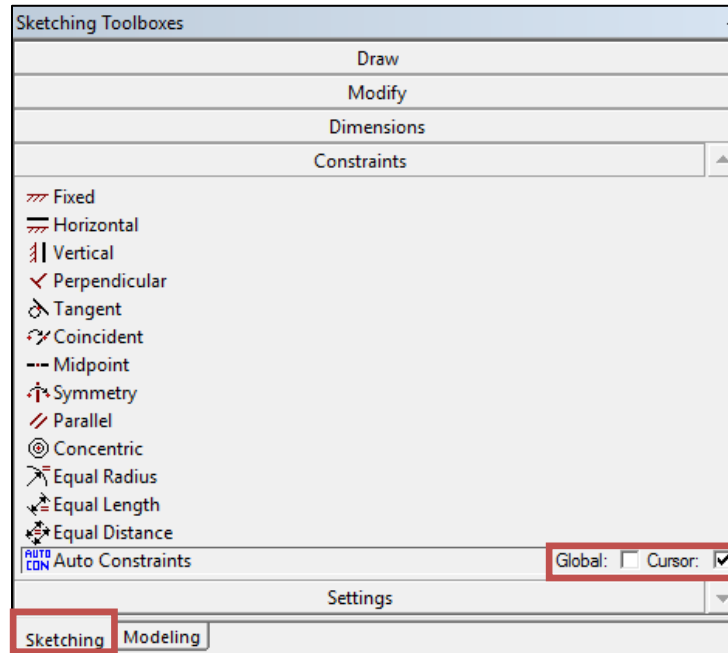 Sketching Toolboxes
Draw
Modify
Dimensions
Constraints
Fixed
Horizontal
Vertical
Perpendicular
Tangent
Coincident
Midpoint
Symmetry
Parallel
Concentric
Equal Radius
Equal Length
Equal Distance
AUTO CON Auto Constraints Global: Cursor:
Settings
Sketching Modeling